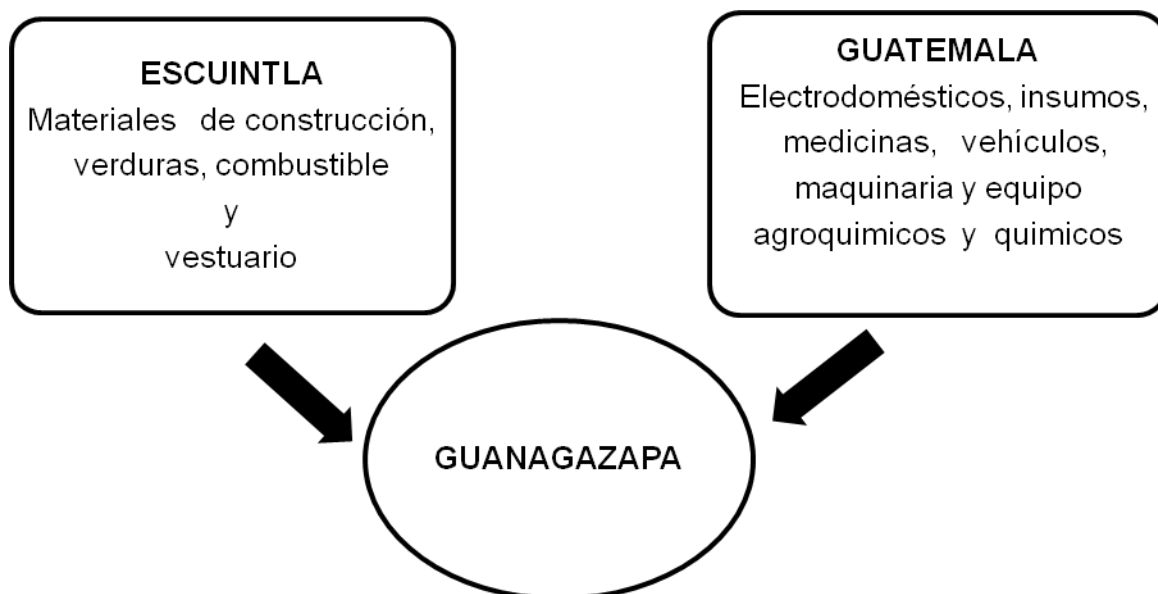 ESCUINTLA
Materiales de construcción,
verduras, combustible
y
vestuario
GUATEMALA
Electrodomésticos, insumos,
medicinas, vehículos,
maquinaria y equipo
agroquimicos y quimicos
GUANAGAZAPA